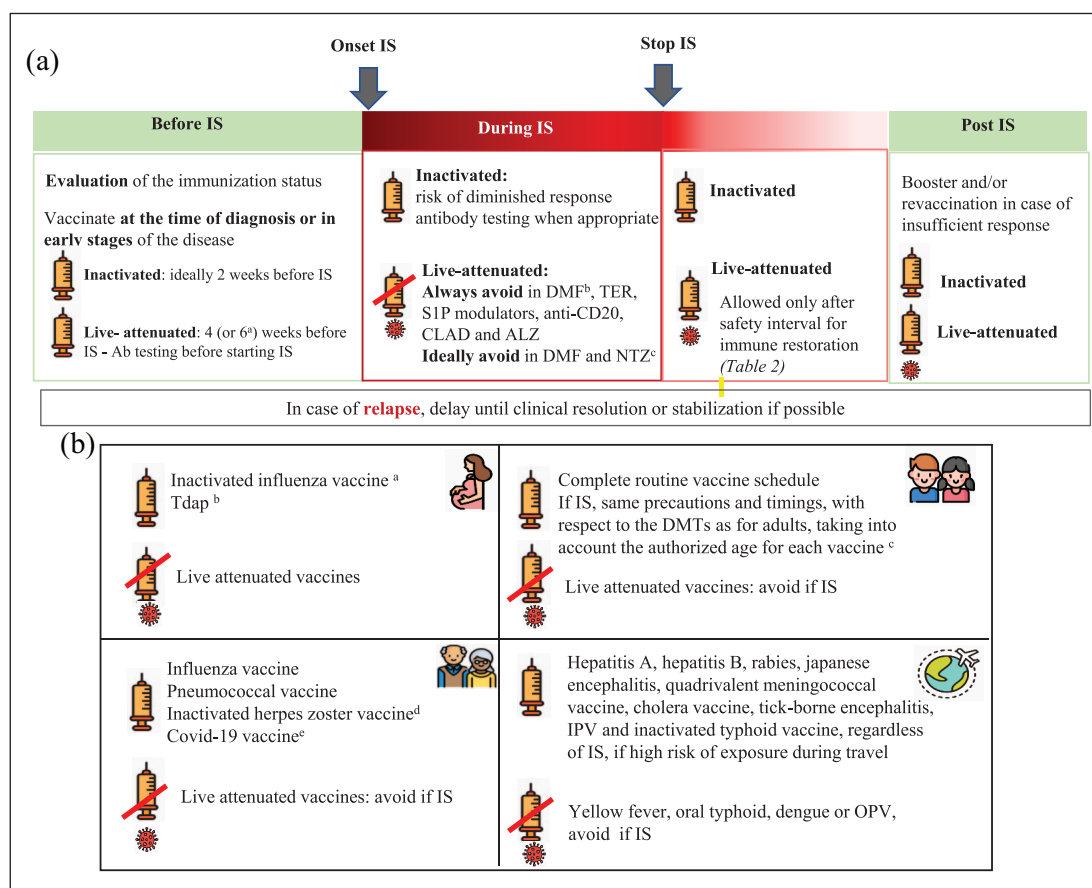 (a)
Onset IS
Stop IS
Before IS
During IS
Post IS
Evaluation of the immunization status
Vaccinate at the time of diagnosis or in
early stages of the disease
Inactivated: ideally 2 weeks before IS
Live- attenuated: 4 (or 6a) weeks before
IS - Ab testing before starting IS
Inactivated:
risk of diminished response
antibody testing when appropriate
Live-attenuated:
Always avoid in DMFb, TER,
S1P modulators, anti-CD20,
CLAD and ALZ
Ideally avoid in DMF and NTZc
Inactivated
Live-attenuated
Allowed only after
safety interval for
immune restoration
(Table 2)
Booster and/or
revaccination in case of
insufficient response
Inactivated
Live-attenuated
In case of relapse, delay until clinical resolution or stabilization if possible
(b)
Inactivated influenza vaccine a
Tdap b
Live attenuated vaccines
Complete routine vaccine schedule
If IS, same precautions and timings, with
respect to the DMTs as for adults, taking into
account the authorized age for each vaccine c
Live attenuated vaccines: avoid if IS
Influenza vaccine
Pneumococcal vaccine
Inactivated herpes zoster vaccined
Covid-19 vaccinee
Live attenuated vaccines: avoid if IS
Hepatitis A, hepatitis B, rabies, japanese
encephalitis, quadrivalent meningococcal
vaccine, cholera vaccine, tick-borne encephalitis,
IPV and inactivated typhoid vaccine, regardless
of IS, if high risk of exposure during travel
Yellow fever, oral typhoid, dengue or OPV,
avoid if IS